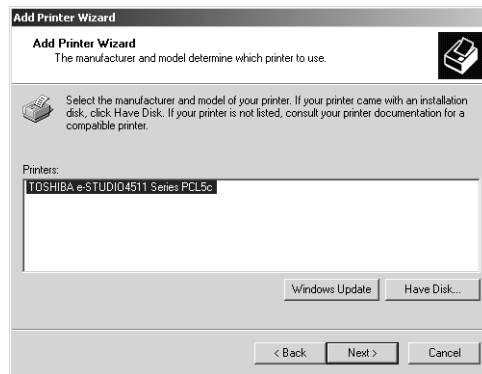 Add Printer Wizard
Add Printer Wizard
The manufacturer and model determine which printer to use.
Select the manufacturer and model of your printer. If your printer came with an installation
disk, click Have Disk. If your printer is not listed, consult your printer documentation for a
compatible printer.
Printers:
TOSHIBA e-STUDIO4511 Series PCL5c
Windows Update
Have Disk...
< Back
Next >
Cancel